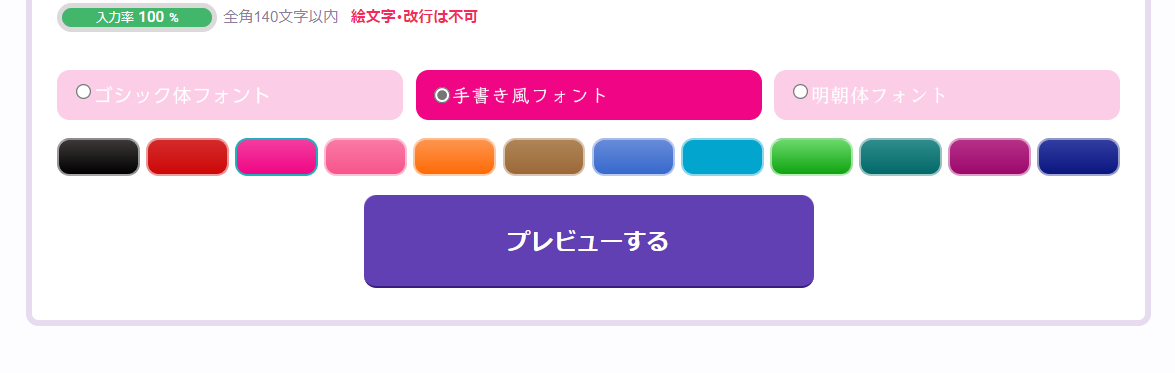 入力率 100 % 全角140文字以内 絵文字・改行は不可
ゴシック体フォント 手書き風フォント 明朝体フォント
プレビューする